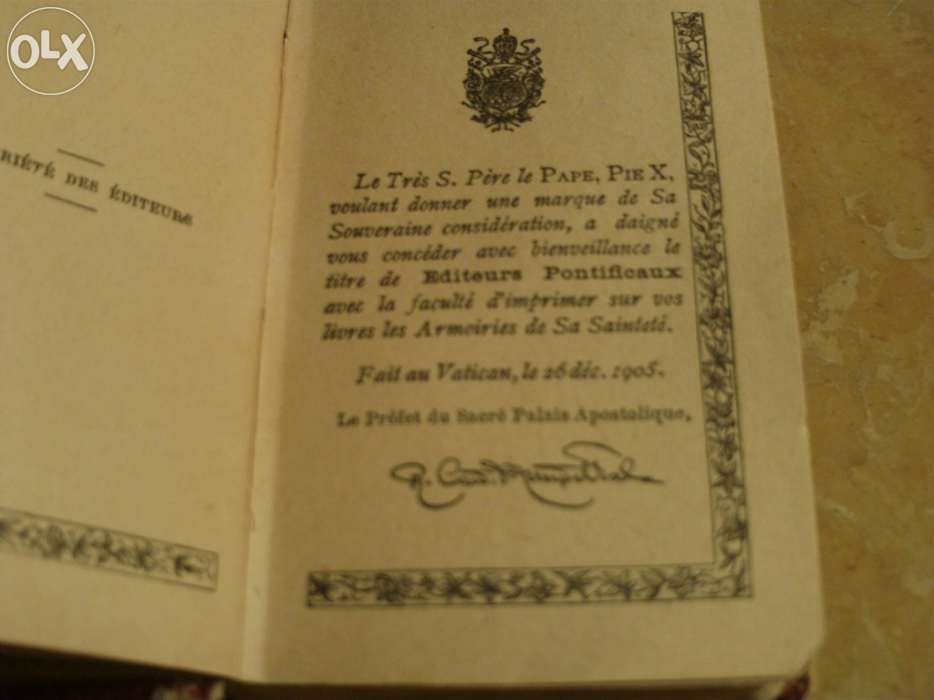 OLX
RIÉTÉ DES ÉDITEURS
Le Très S. Père le PAPE, PIE X,
voulant donner une marque de Sa
Souveraine considération, a daigné
vous concéder avec bienveillance le
titre de Editeurs Pontificaux
avec la faculté d'imprimer sur vos
livres les Armoiries de Sa Sainteté.
Fait au Vatican, le 26 déc. 1905.
Le Préfet du Sacré Palais Apostolique,